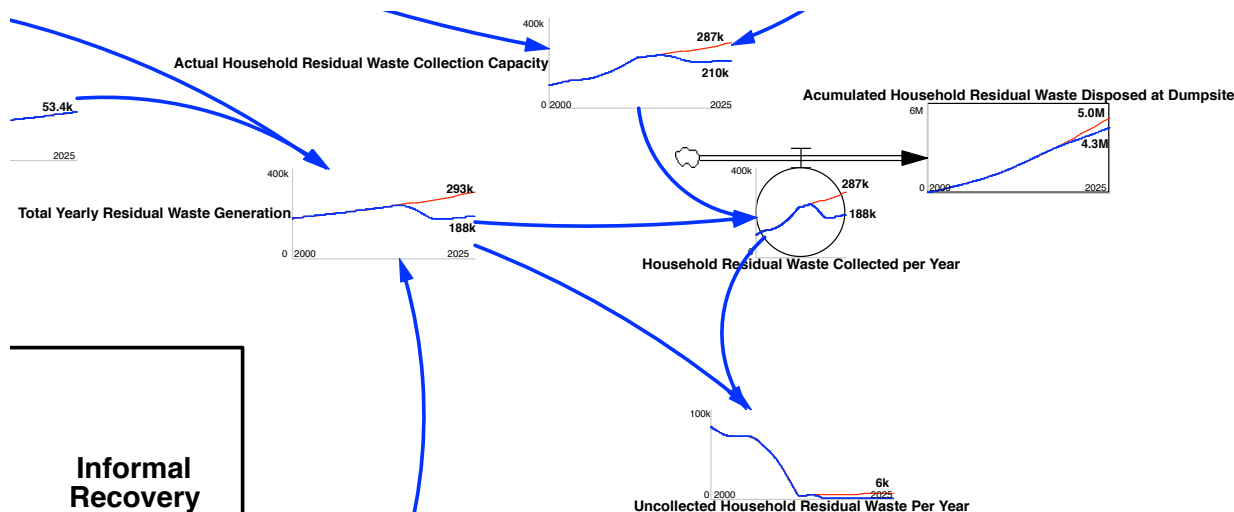 400k
287k
Actual Household Residual Waste Collection Capacity
210k
0 2000
2025
Acumulated Household Residual Waste Disposed at Dumpsite
6M
5.0M
4.3M
0 2000
2025
53.4k
2025
400k
293k
Total Yearly Residual Waste Generation
188k
0 2000
2025
400k
287k
188k
0
Household Residual Waste Collected per Year
100k
6k
0 2000
2025
Uncollected Household Residual Waste Per Year
Informal
Recovery